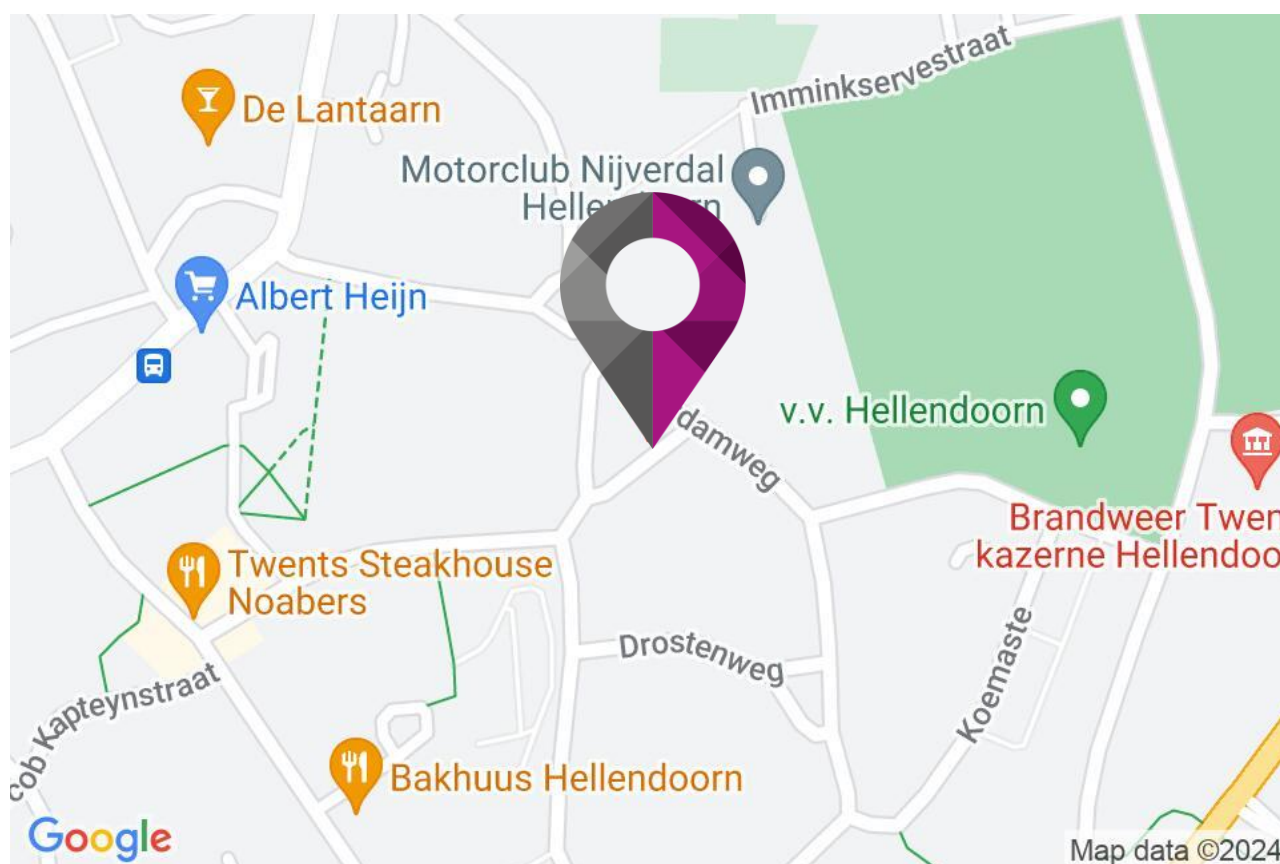 Imminkservestraat
De Lantaarn
Motorclub Nijverdal
Albert Heijn
v.v. Hellendoorn
damweg
Brandweer Twen
kazerne Hellendoo
Twents Steakhouse
Noabers
Drostenweg
Koemaste
cob Kapteynstraat
Bakhuus Hellendoorn
Google
Map data ©2024